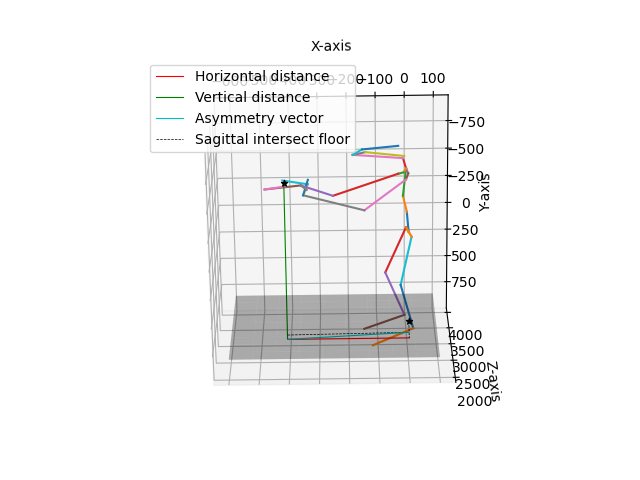 X-axis
Horizontal distance
Vertical distance
Asymmetry vector
Sagittal intersect floor
−100 0 100
−750
−500
−250
0
250
500
750
Y-axis
4000
3500
3000
2500
2000
Z-axis